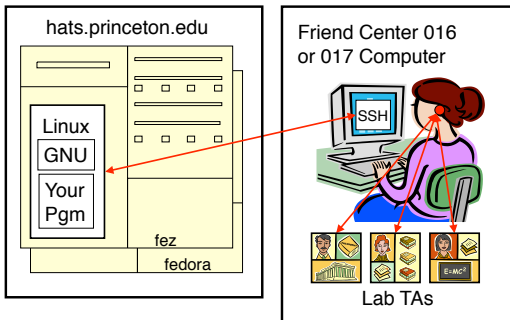 hats.princeton.edu
Linux
GNU
Your
Pgm
fez
fedora
Friend Center 016
or 017 Computer
SSH
E=MC²
Lab TAs